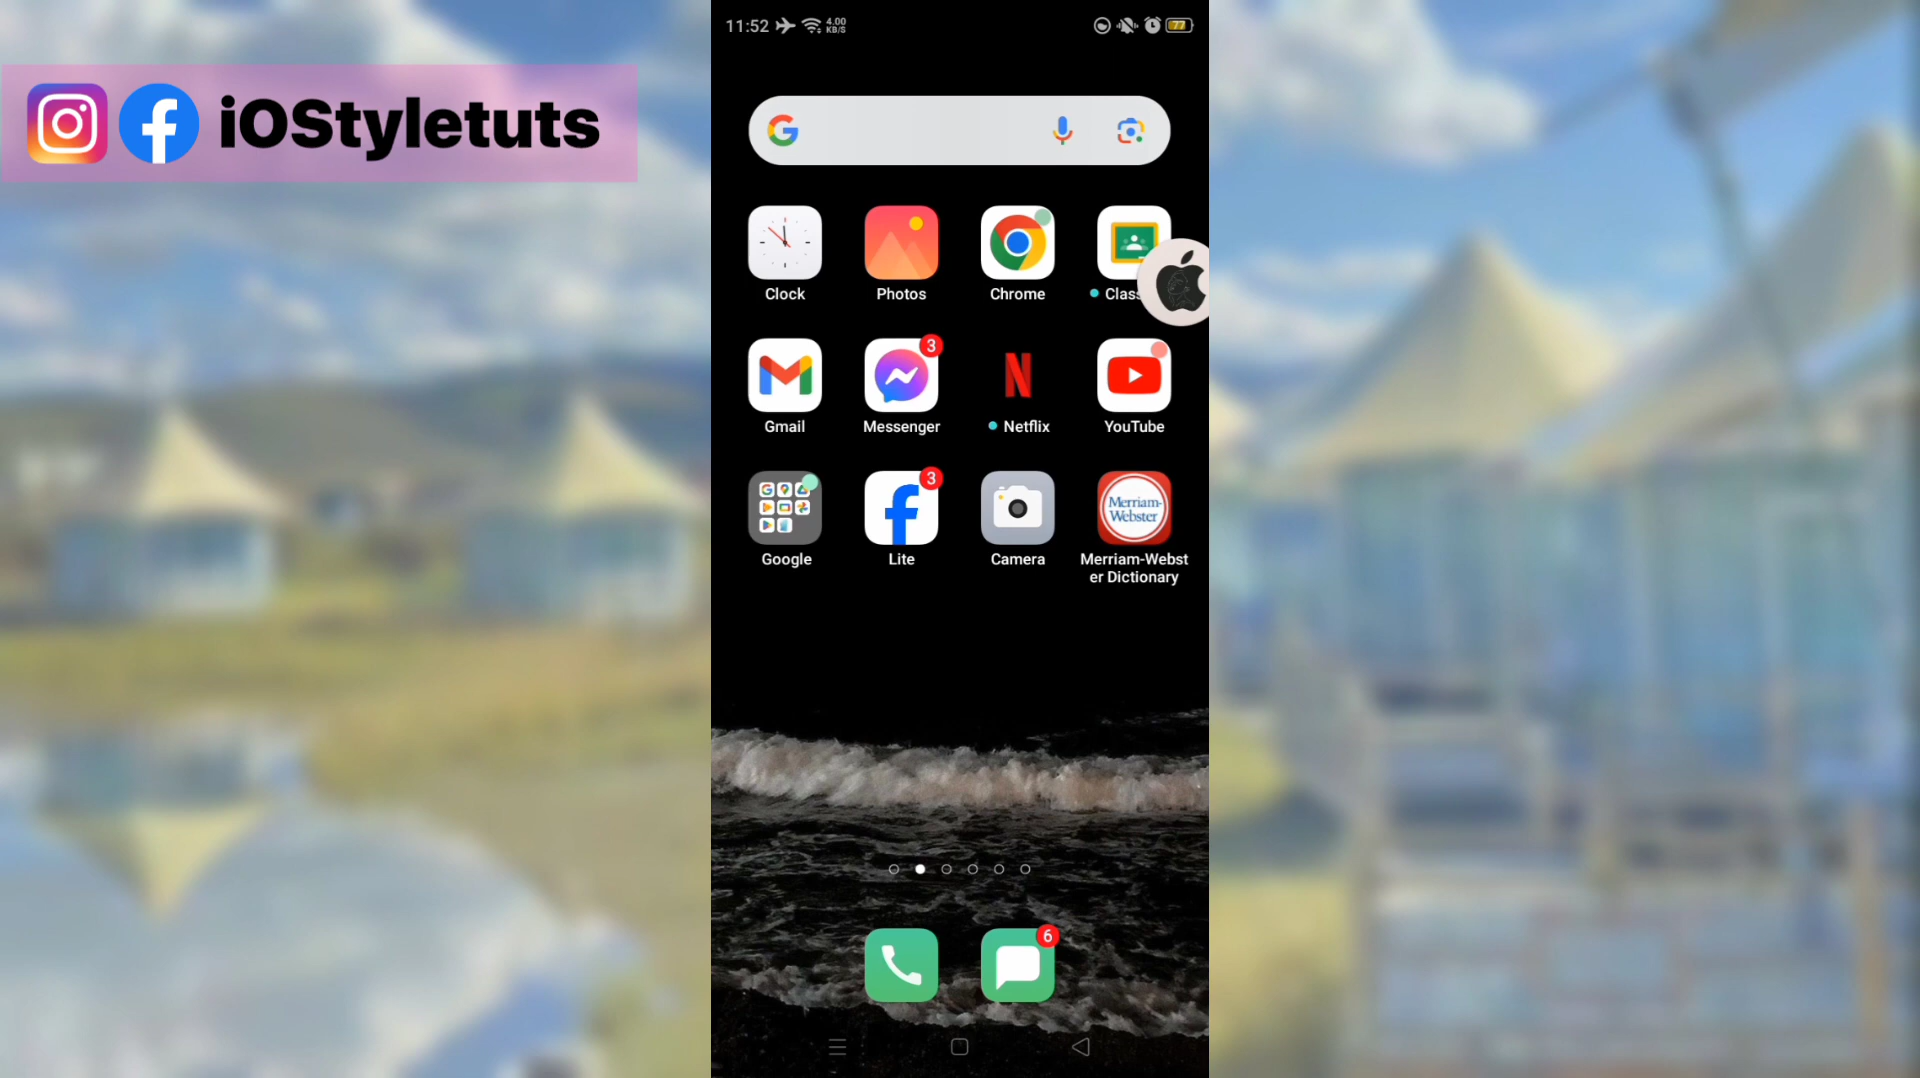 11:52 4.00 KB/S 77
iOStyletuts
Clock Photos Chrome Class
3
Gmail Messenger Netflix YouTube
3
Merriam-
Webster
Google Lite Camera Merriam-Webst
er Dictionary
6